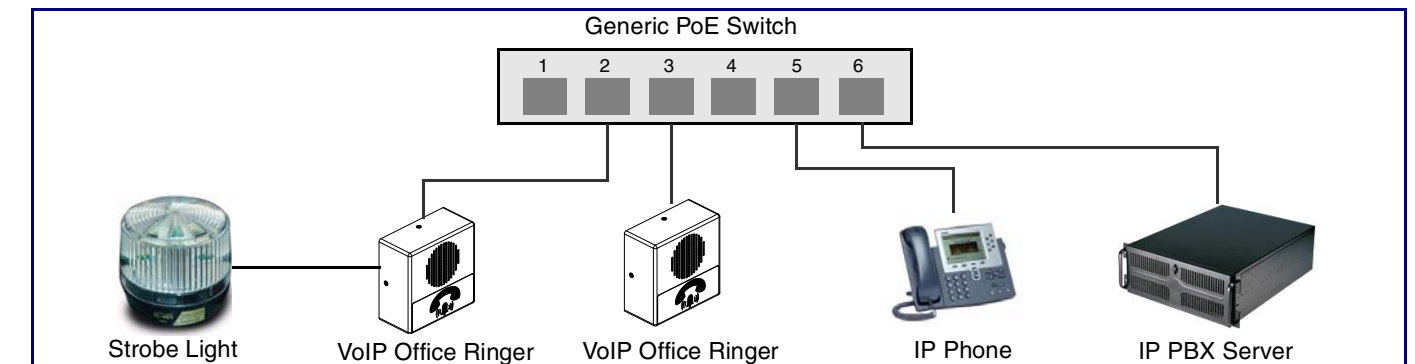 Generic PoE Switch
1 2 3 4 5 6
Strobe Light
VoIP Office Ringer
VoIP Office Ringer
IP Phone
IP PBX Server